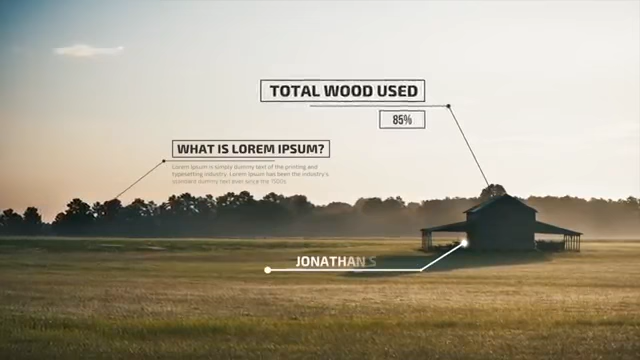 TOTAL WOOD USED
85%
WHAT IS LOREM IPSUM?
Lorem Ipsum is simply dummy text of the printing and
typesetting industry. Lorem Ipsum has been the industry's
standard dummy text ever since the 1500s
JONATHAN S